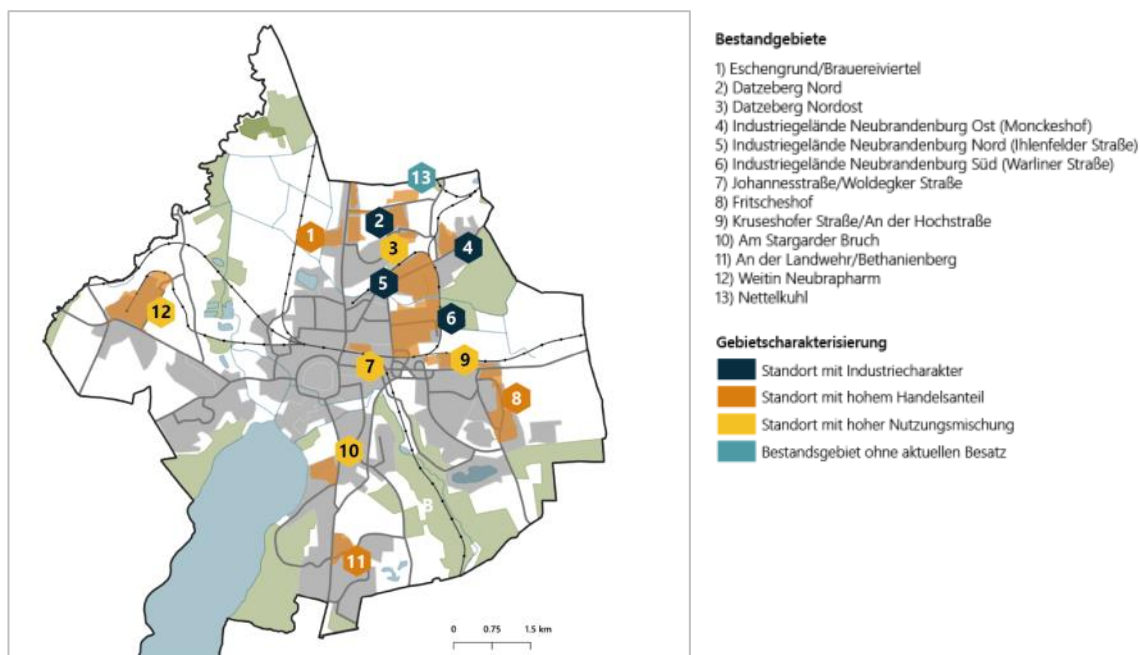 Bestandgebiete
1) Eschengrund/Brauereiviertel
2) Datzeberg Nord
3) Datzeberg Nordost
4) Industriegelände Neubrandenburg Ost (Monckeshof)
5) Industriegelände Neubrandenburg Nord (Ihlenfelder Straße)
6) Industriegelände Neubrandenburg Süd (Warliner Straße)
7) Johannesstraße/Woldegker Straße
8) Fritscheshof
9) Kruseshofer Straße/An der Hochstraße
10) Am Stargarder Bruch
11) An der Landwehr/Bethanienberg
12) Weitin Neubrapharm
13) Nettelkuhl
Gebietscharakterisierung
Standort mit Industriecharakter
Standort mit hohem Handelsanteil
Standort mit hoher Nutzungsmischung
Bestandsgebiet ohne aktuellen Besatz
13
2
1
3
4
5
12
6
9
7
8
10
B
11
0 0.75 1.5 km